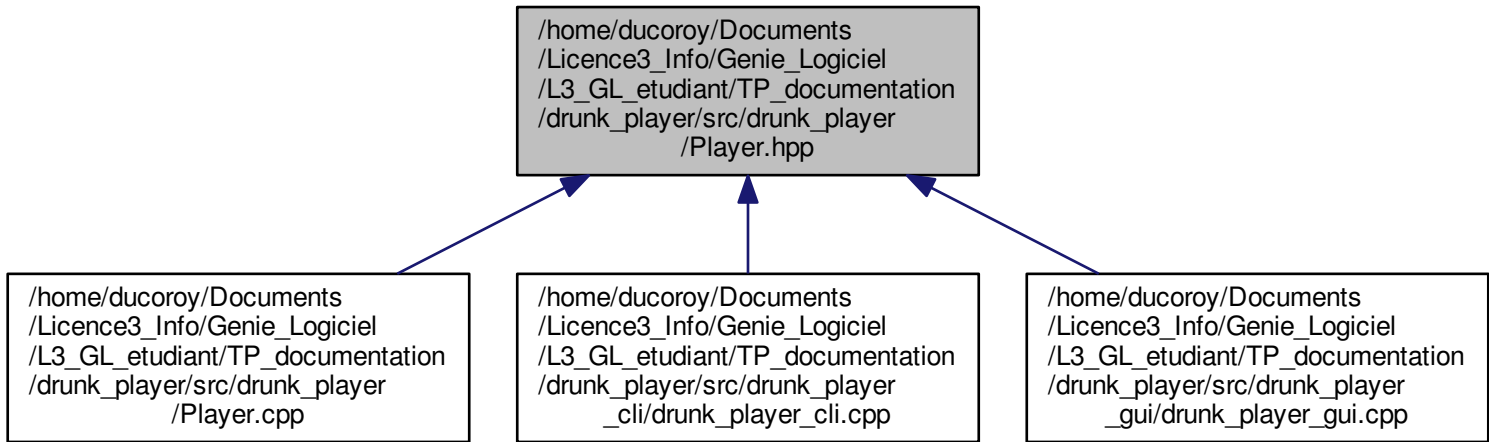 /home/ducoroy/Documents
/Licence3_Info/Genie_Logiciel
/L3_GL_etudiant/TP_documentation
/drunk_player/src/drunk_player
/Player.hpp
/home/ducoroy/Documents
/Licence3_Info/Genie_Logiciel
/L3_GL_etudiant/TP_documentation
/drunk_player/src/drunk_player
/Player.cpp
/home/ducoroy/Documents
/Licence3_Info/Genie_Logiciel
/L3_GL_etudiant/TP_documentation
/drunk_player/src/drunk_player
_cli/drunk_player_cli.cpp
/home/ducoroy/Documents
/Licence3_Info/Genie_Logiciel
/L3_GL_etudiant/TP_documentation
/drunk_player/src/drunk_player
_gui/drunk_player_gui.cpp